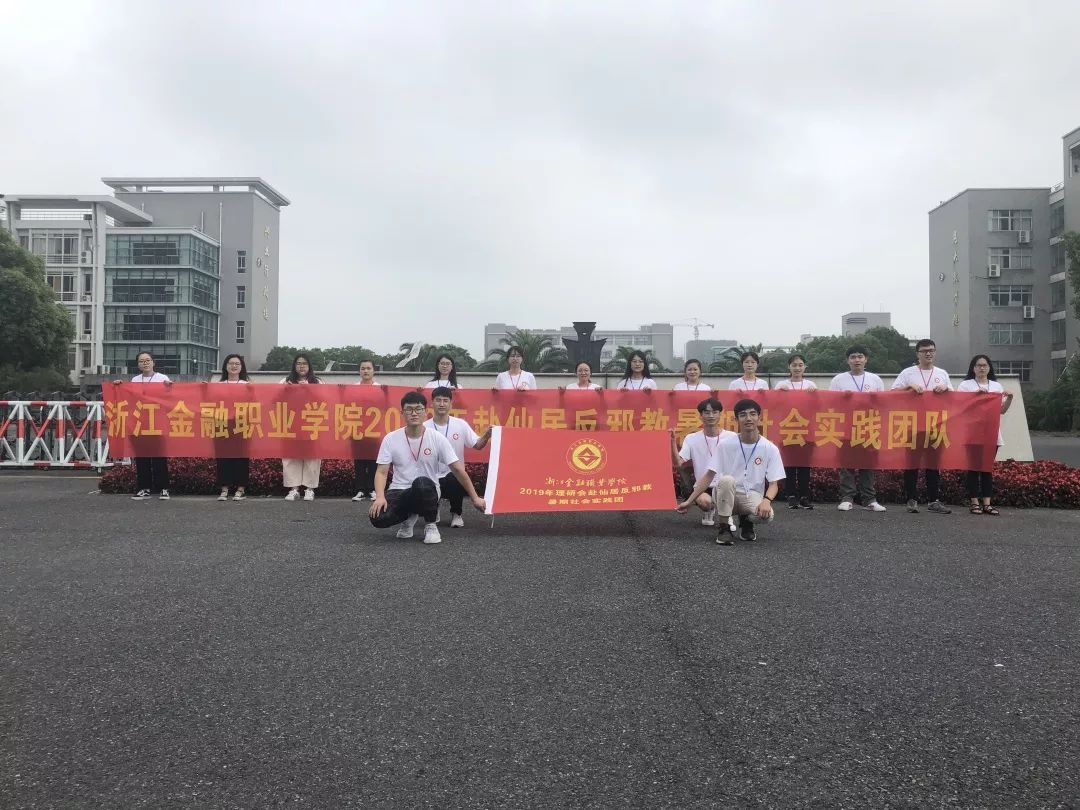 浙江金融职业学院20 赴仙居反邪教暑期社会实践团队
浙江金融职业学院
2019年理研会赴仙居反邪教
暑期社会实践团